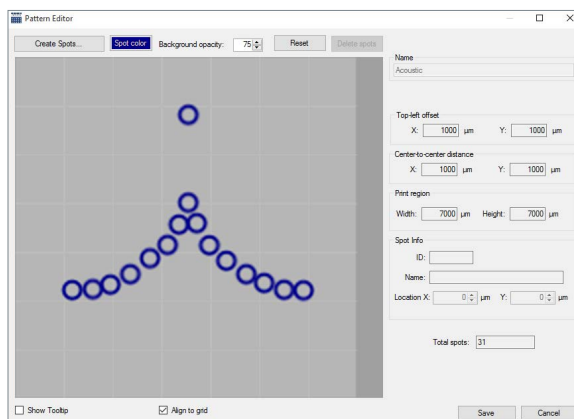 Pattern Editor
Create Spots... Spot color Background opacity: 75 Reset Delete spots
Name
Acoustic
Top-left offset
X: 1000 µm Y: 1000 µm
Center-to-center distance
X: 1000 µm Y: 1000 µm
Print region
Width: 7000 µm Height: 7000 µm
Spot Info
ID:
Name:
Location X: 0 µm Y: 0 µm
Total spots: 31
Show Tooltip Align to grid Save Cancel